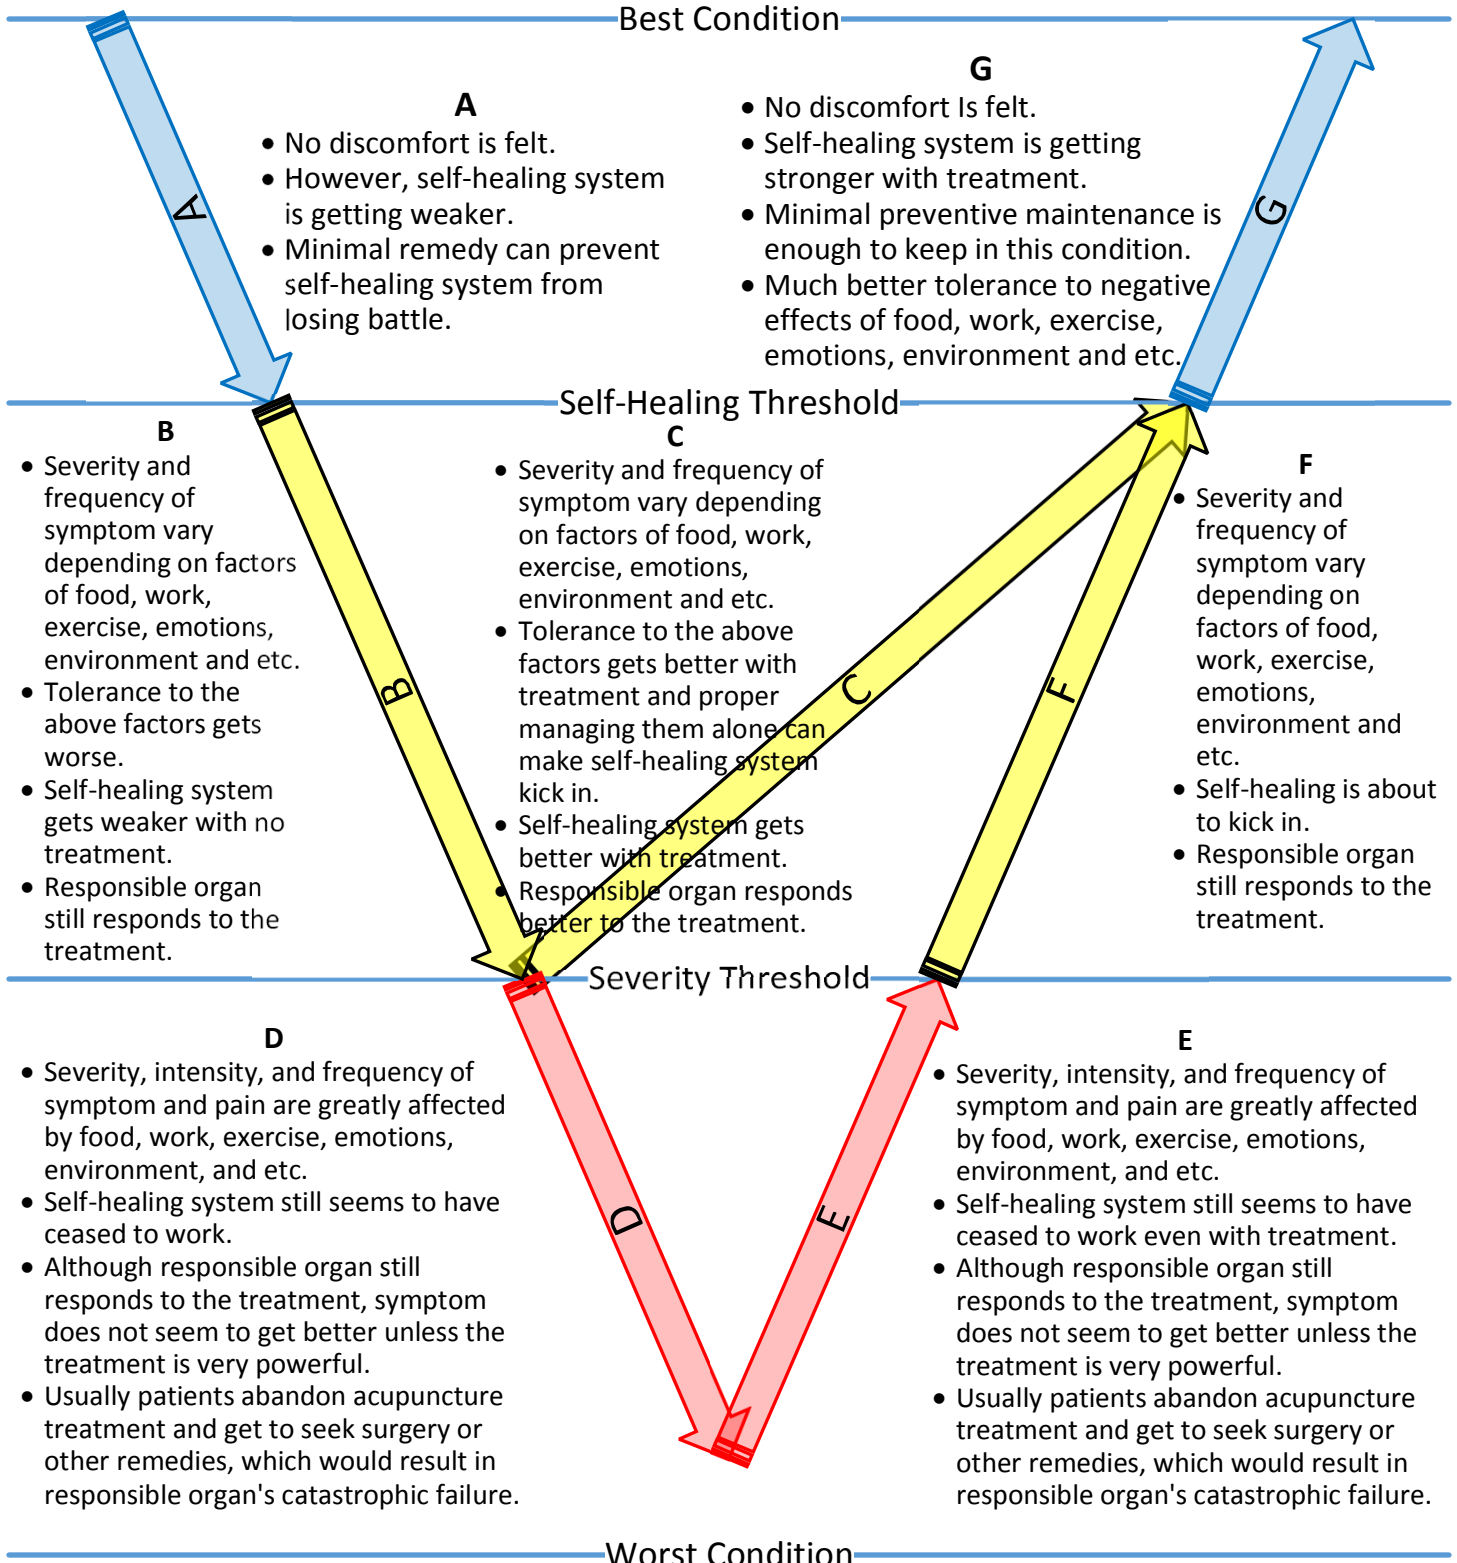 Best Condition
A
• No discomfort is felt.
• However, self-healing system
is getting weaker.
• Minimal remedy can prevent
self-healing system from
losing battle.
G
• No discomfort Is felt.
• Self-healing system is getting
stronger with treatment.
• Minimal preventive maintenance is
enough to keep in this condition.
• Much better tolerance to negative
effects of food, work, exercise,
emotions, environment and etc.
A
G
Self-Healing Threshold
B
• Severity and
frequency of
symptom vary
depending on factors
of food, work,
exercise, emotions,
environment and etc.
• Tolerance to the
above factors gets
worse.
• Self-healing system
gets weaker with no
treatment.
• Responsible organ
still responds to the
treatment.
B
C
• Severity and frequency of
symptom vary depending
on factors of food, work,
exercise, emotions,
environment and etc.
• Tolerance to the above
factors gets better with
treatment and proper
managing them alone can
make self-healing system
kick in.
• Self-healing system gets
better with treatment.
• Responsible organ responds
better to the treatment.
C
F
F
• Severity and
frequency of
symptom vary
depending on
factors of food,
work, exercise,
emotions,
environment and
etc.
• Self-healing is about
to kick in.
• Responsible organ
still responds to the
treatment.
Severity Threshold
D
• Severity, intensity, and frequency of
symptom and pain are greatly affected
by food, work, exercise, emotions,
environment, and etc.
• Self-healing system still seems to have
ceased to work.
• Although responsible organ still
responds to the treatment, symptom
does not seem to get better unless the
treatment is very powerful.
• Usually patients abandon acupuncture
treatment and get to seek surgery or
other remedies, which would result in
responsible organ's catastrophic failure.
D
E
E
• Severity, intensity, and frequency of
symptom and pain are greatly affected
by food, work, exercise, emotions,
environment, and etc.
• Self-healing system still seems to have
ceased to work even with treatment.
• Although responsible organ still
responds to the treatment, symptom
does not seem to get better unless the
treatment is very powerful.
• Usually patients abandon acupuncture
treatment and get to seek surgery or
other remedies, which would result in
responsible organ's catastrophic failure.
Worst Condition